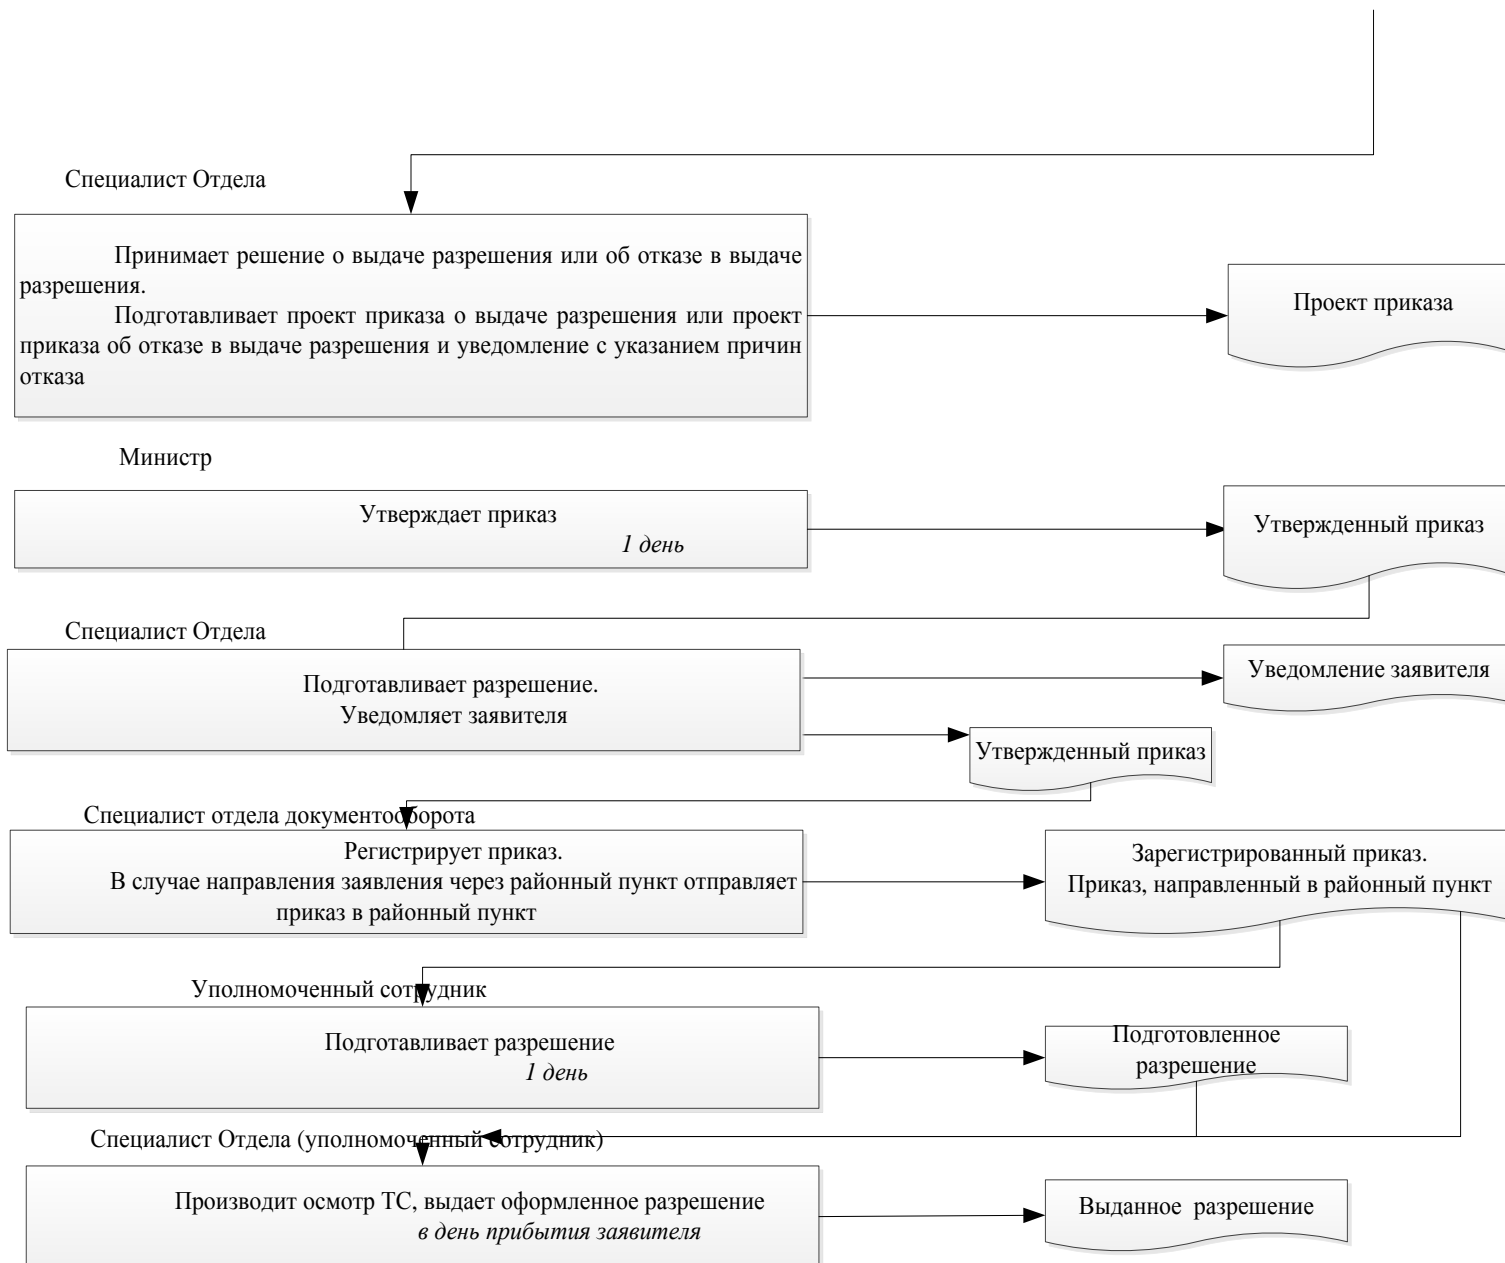 Специалист Отдела
Принимает решение о выдаче разрешения или об отказе в выдаче
разрешения.
Подготавливает проект приказа о выдаче разрешения или проект
приказа об отказе в выдаче разрешения и уведомление с указанием причин
отказа
Проект приказа
Министр
Утверждает приказ
1 день
Утвержденный приказ
Специалист Отдела
Подготавливает разрешение.
Уведомляет заявителя
Уведомление заявителя
Утвержденный приказ
Специалист отдела документооборота
Регистрирует приказ.
В случае направления заявления через районный пункт отправляет
приказ в районный пункт
Зарегистрированный приказ.
Приказ, направленный в районный пункт
Уполномоченный сотрудник
Подготавливает разрешение
1 день
Подготовленное
разрешение
Специалист Отдела (уполномоченный сотрудник)
Производит осмотр ТС, выдает оформленное разрешение
в день прибытия заявителя
Выданное разрешение